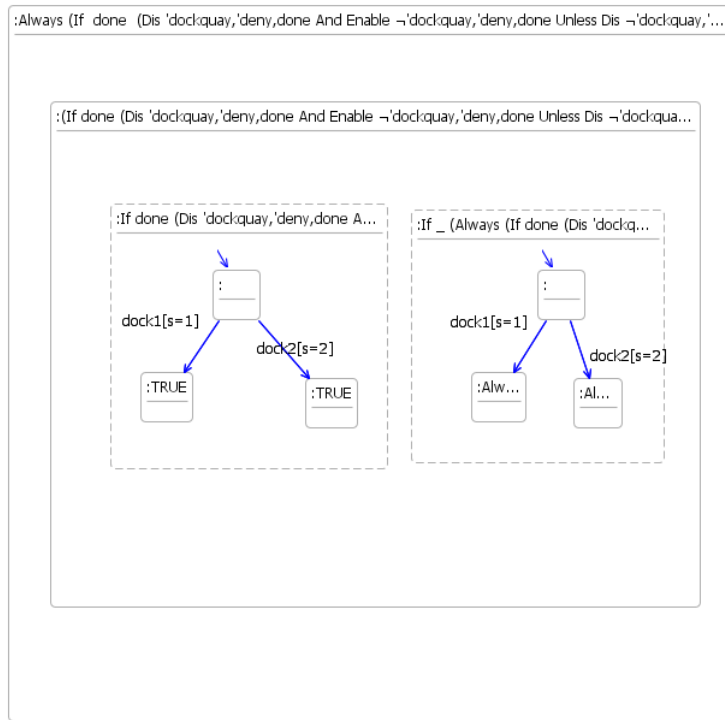 :Always (If  done  (Dis 'dockquay,'deny,done And Enable ¬'dockquay,'deny,done Unless Dis ¬'dockquay,'...
:(If done (Dis 'dockquay,'deny,done And Enable ¬'dockquay,'deny,done Unless Dis ¬'dockqua...
:If done (Dis 'dockquay,'deny,done A...
:If _ (Always (If done (Dis 'dockq...
:
:
dock1[s=1]
dock2[s=2]
dock1[s=1]
dock2[s=2]
:TRUE
:TRUE
:Alw...
:Al...